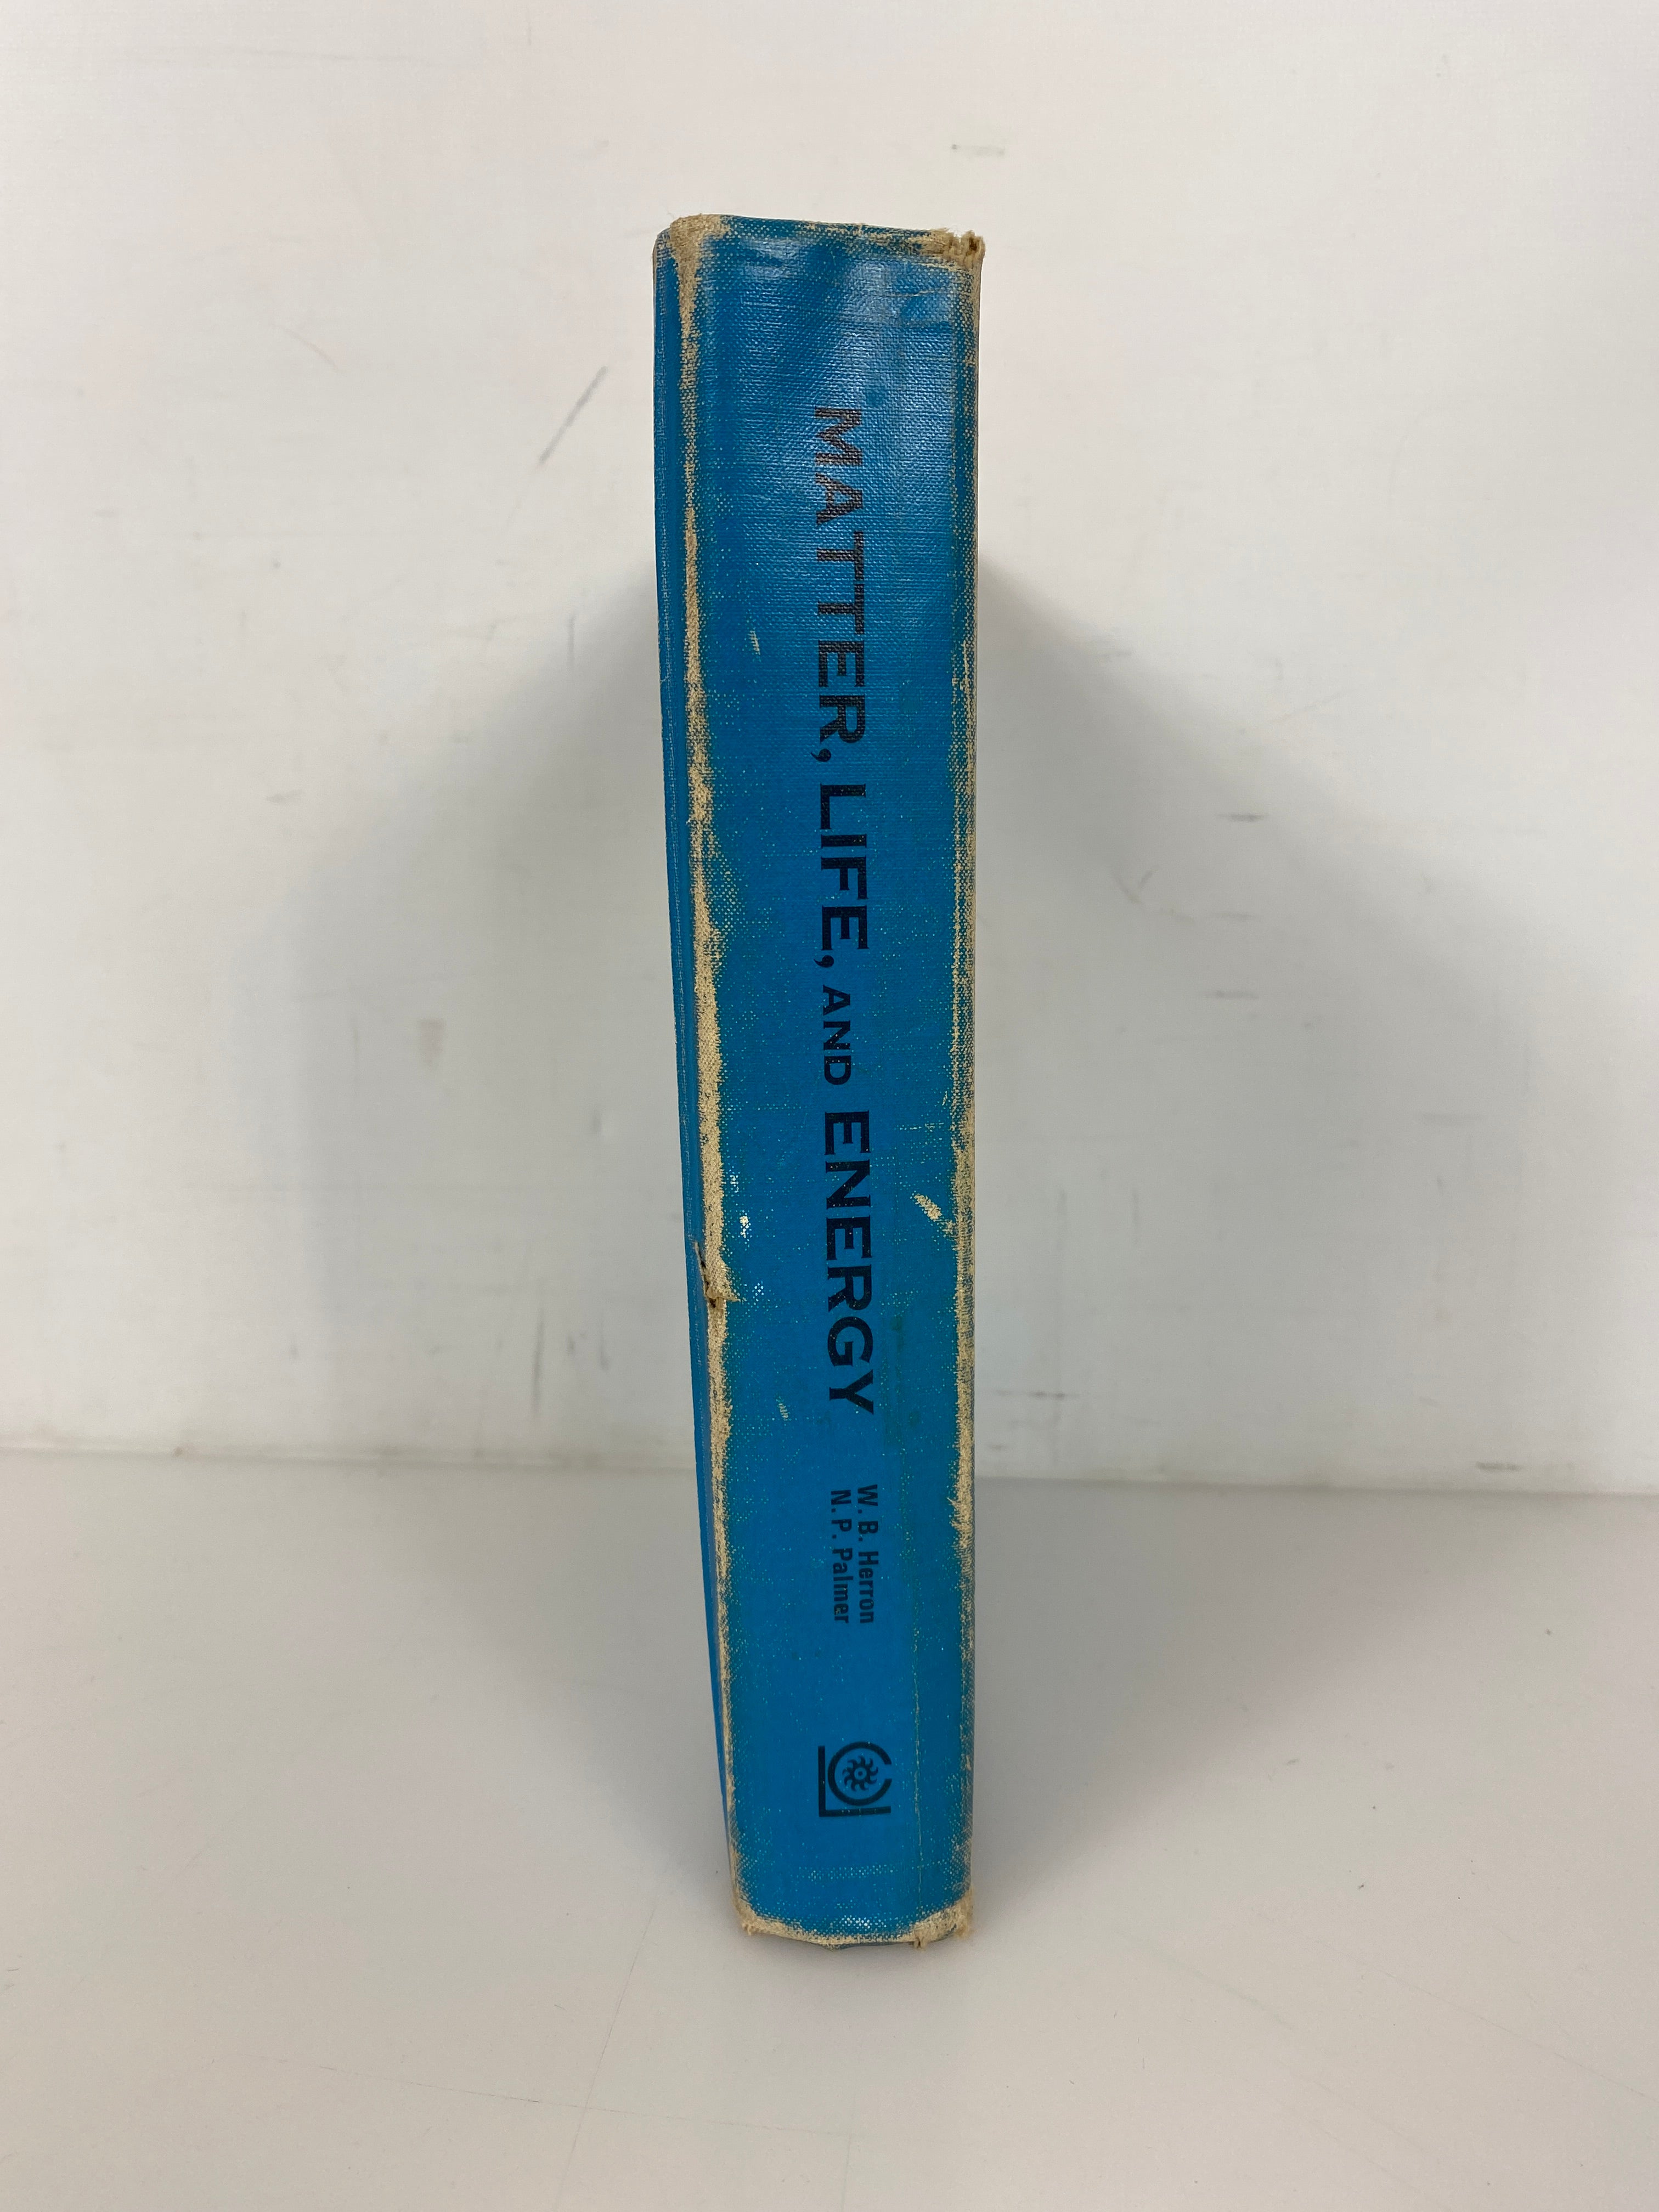 MATTER, LIFE, AND ENERGY
W. B. Herron
N. P. Palmer